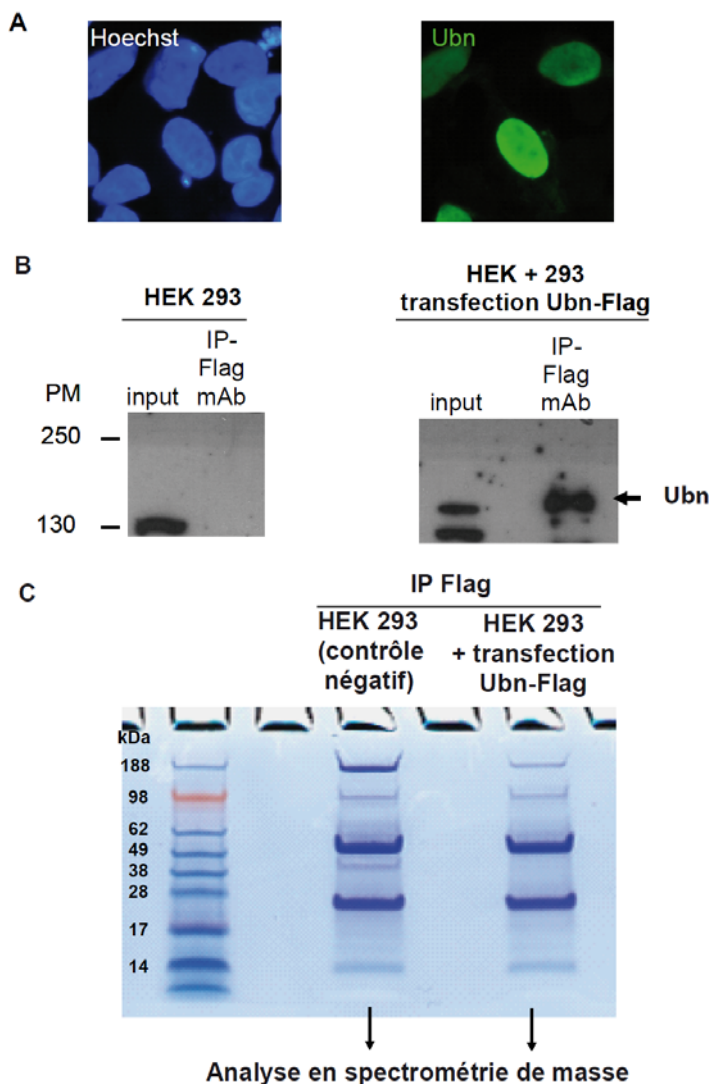 A
Hoechst
Ubn
B
HEK 293
HEK + 293
transfection Ubn-Flag
PM
input
IP-
Flag
mAb
input
IP-
Flag
mAb
250
130
Ubn
C
IP Flag
HEK 293
(contrôle
négatif)
HEK 293
+ transfection
Ubn-Flag
kDa
188
98
62
49
38
28
17
14
Analyse en spectrométrie de masse